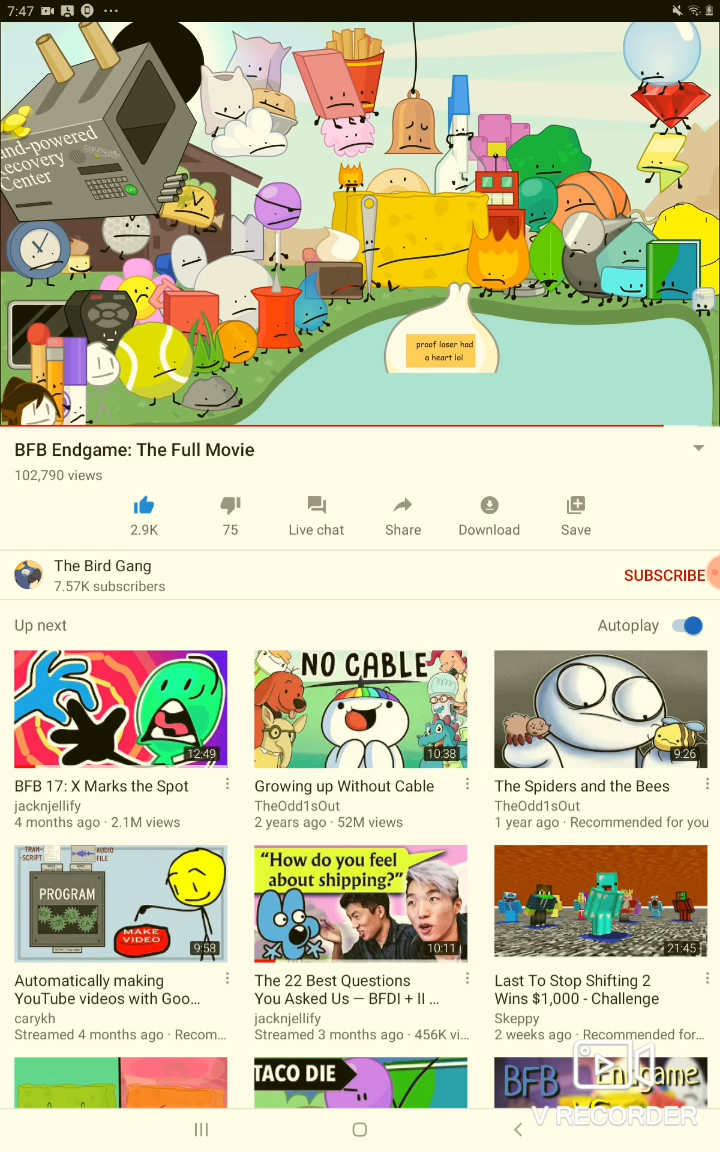 7:47
and-powered
ecovery
Center
proof loser had
a heart lol
BFB Endgame: The Full Movie
102,790 views
2.9K
75
Live chat
Share
Download
Save
The Bird Gang
7.57K subscribers
SUBSCRIBE
Up next
Autoplay
12:49
NO CABLE
10:38
9:26
BFB 17: X Marks the Spot
jacknjellify
4 months ago · 2.1M views
Growing up Without Cable
TheOdd1sOut
2 years ago · 52M views
The Spiders and the Bees
TheOdd1sOut
1 year ago · Recommended for you
TRAN-
SCRIPT
AUDIO
FILE
PROGRAM
MAKE
VIDEO
9:58
"How do you feel
about shipping?"
10:11
21:45
Automatically making
YouTube videos with Goo...
carykh
Streamed 4 months ago · Recom...
The 22 Best Questions
You Asked Us — BFDI + II ...
jacknjellify
Streamed 3 months ago · 456K vi...
Last To Stop Shifting 2
Wins $1,000 - Challenge
Skeppy
2 weeks ago · Recommended for...
TACO DIE
BFB Endgame
V RECORDER